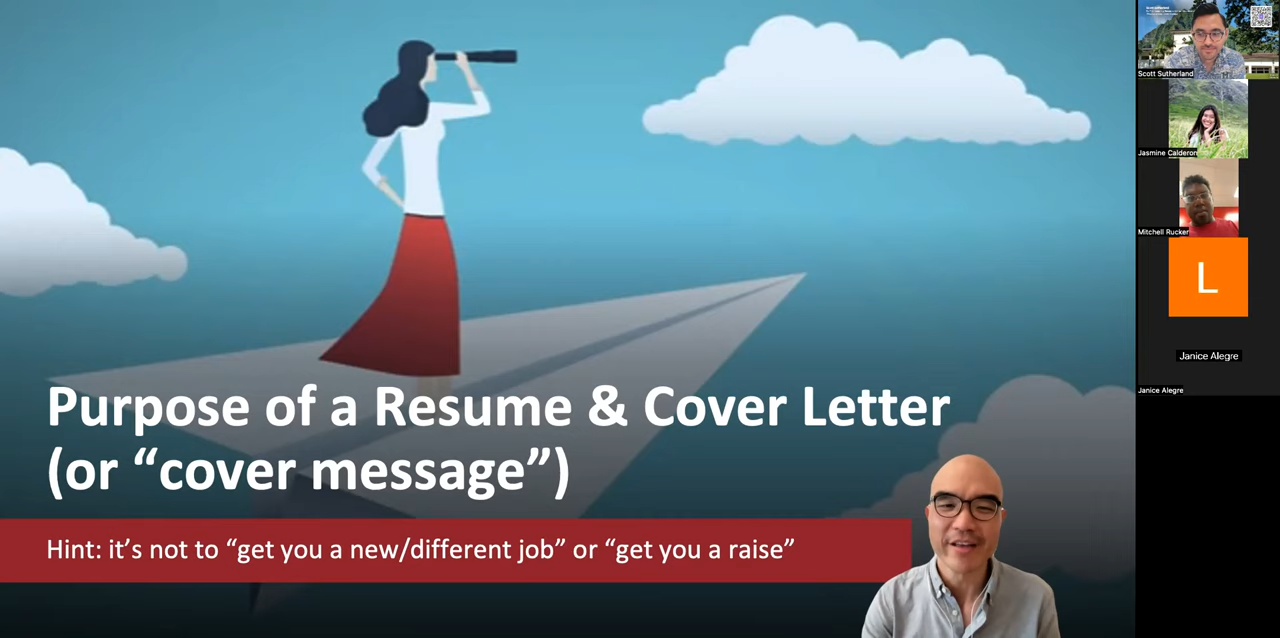 Purpose of a Resume & Cover Letter
(or “cover message”)
Hint: it’s not to “get you a new/different job” or “get you a raise”
Scott Sutherland
Jasmine Calderon
Mitchell Rucker
L
Janice Alegre
Janice Alegre